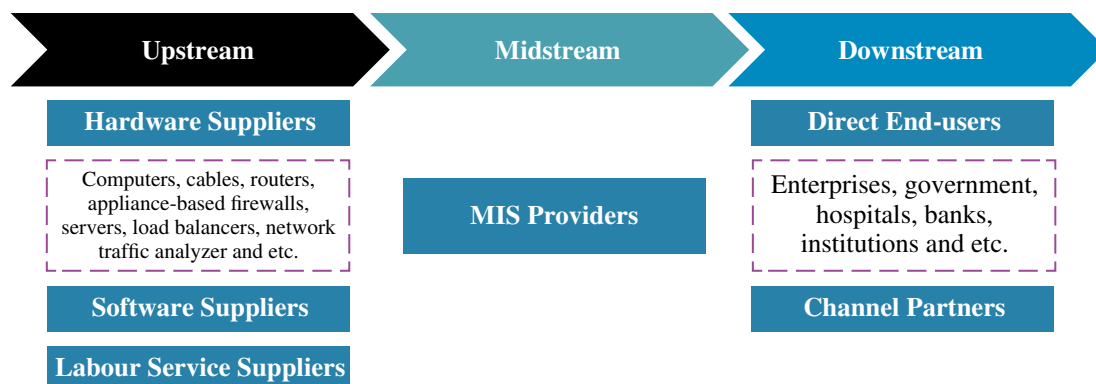 Upstream
Midstream
Downstream
Hardware Suppliers
Computers, cables, routers,
appliance-based firewalls,
servers, load balancers, network
traffic analyzer and etc.
Software Suppliers
Labour Service Suppliers
MIS Providers
Direct End-users
Enterprises, government,
hospitals, banks,
institutions and etc.
Channel Partners